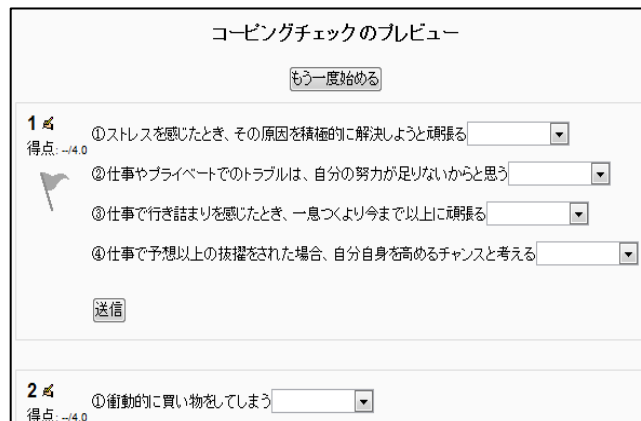 コーピングチェックのプレビュー
もう一度始める
1
得点: --/4.0
①ストレスを感じたとき、その原因を積極的に解決しようと頑張る
②仕事やプライベートでのトラブルは、自分の努力が足りないからと思う
③仕事で行き詰まりを感じたとき、一息つくより今まで以上に頑張る
④仕事で予想以上の抜擢をされた場合、自分自身を高めるチャンスと考える
送信
2
得点: --/4.0
①衝動的に買い物をしてしまう